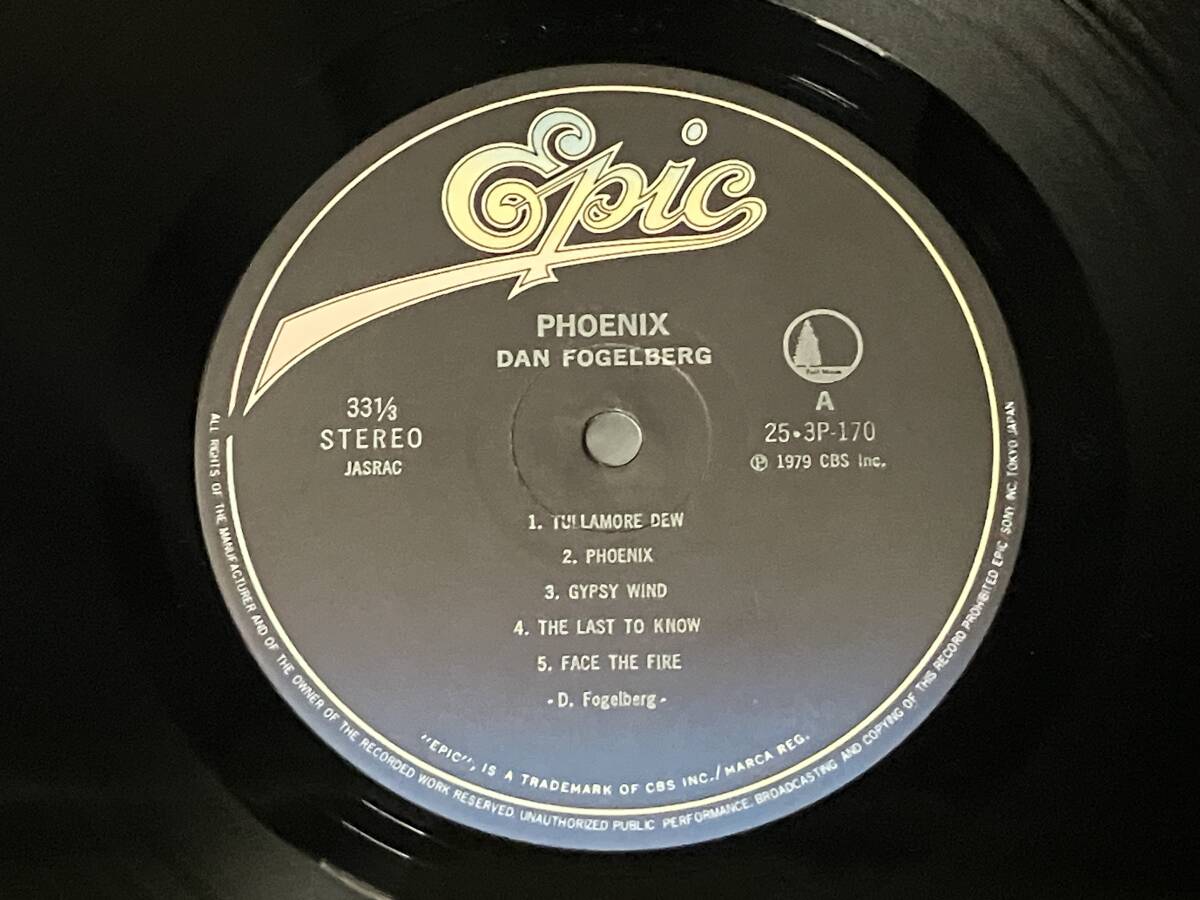 Epic
PHOENIX
DAN FOGELBERG
33⅓
STEREO
JASRAC
Full Moon
A
25・3P-170
Ⓟ 1979 CBS Inc.
1. TULLAMORE DEW
2. PHOENIX
3. GYPSY WIND
4. THE LAST TO KNOW
5. FACE THE FIRE
- D. Fogelberg -
"EPIC", IS A TRADEMARK OF CBS INC./MARCA REG.
ALL RIGHTS OF THE MANUFACTURER AND OF THE OWNER OF THE RECORDED WORK RESERVED. UNAUTHORIZED PUBLIC PERFORMANCE, BROADCASTING AND COPYING OF THIS RECORD PROHIBITED EPIC/SONY INC. TOKYO JAPAN